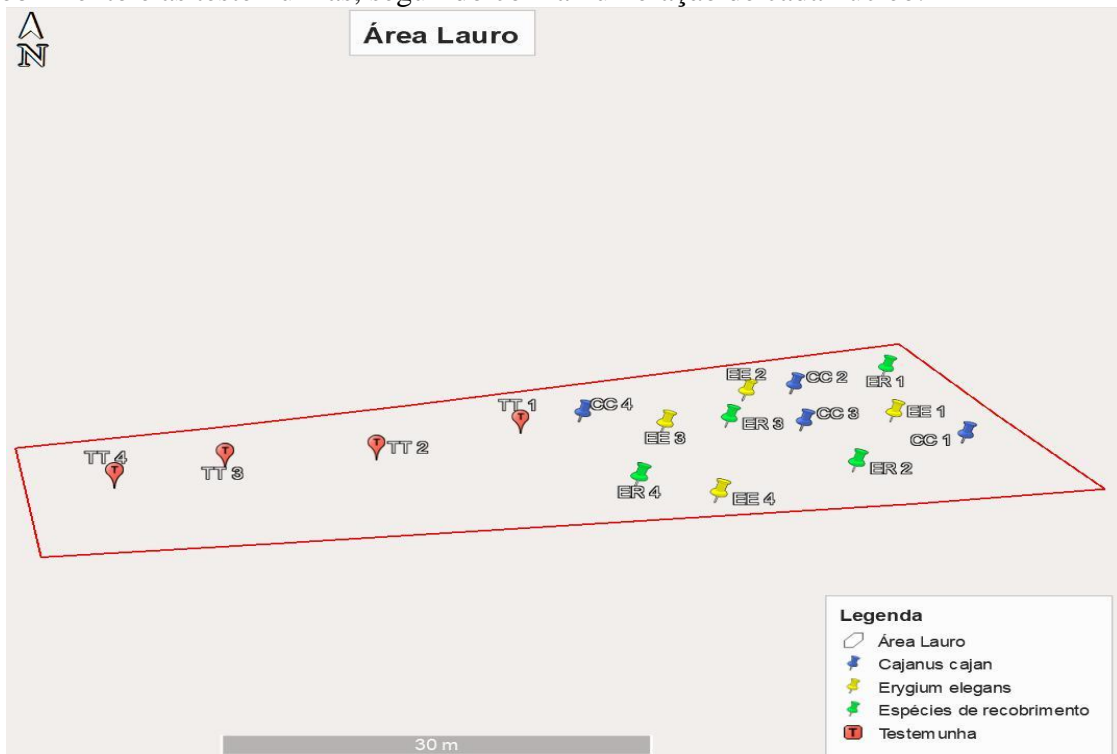 Área Lauro
N
ER 1
EE 2
CC 2
TT 1
CC 4
EE 1
ER 3
CC 3
EE 3
CC 1
TT 2
TT 4
TT 3
ER 2
ER 4
EE 4
Legenda
Área Lauro
Cajanus cajan
Erygium elegans
Espécies de recobrimento
T Testemunha
30 m